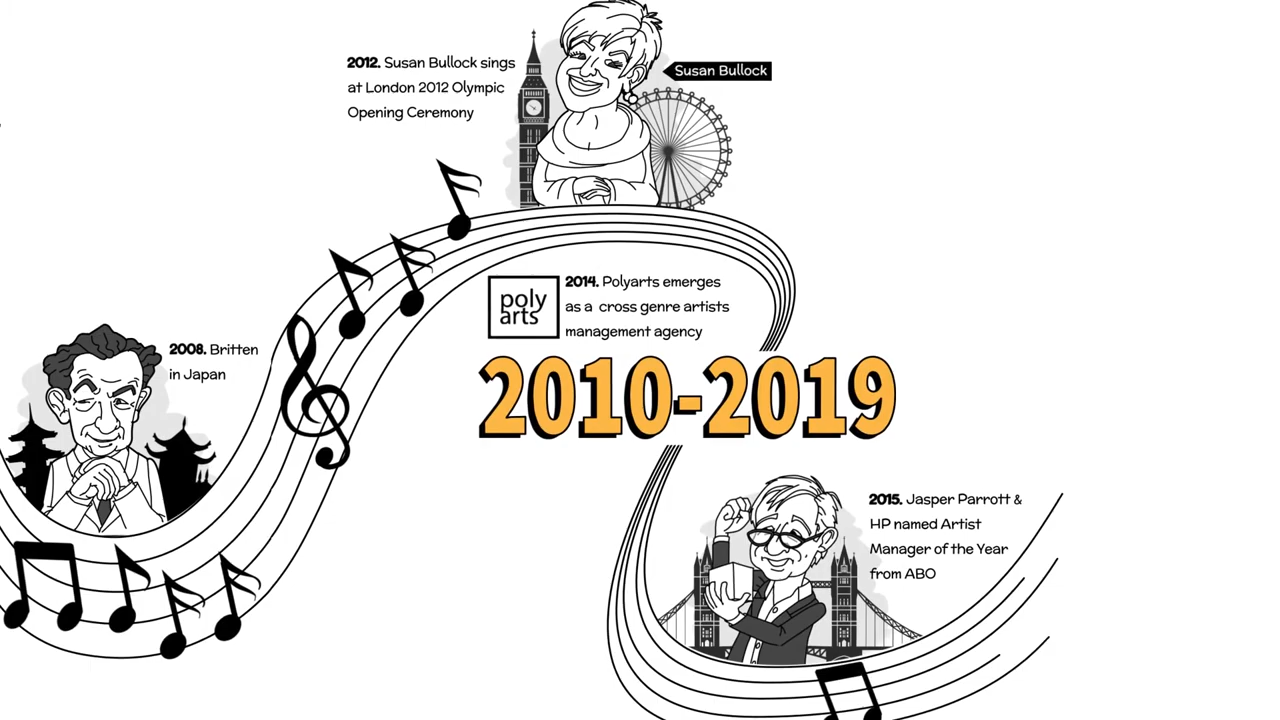 2012. Susan Bullock sings
at London 2012 Olympic
Opening Ceremony
Susan Bullock
poly
arts
2014. Polyarts emerges
as a cross genre artists
management agency
2008. Britten
in Japan
2010-2019
2015. Jasper Parrott &
HP named Artist
Manager of the Year
from ABO